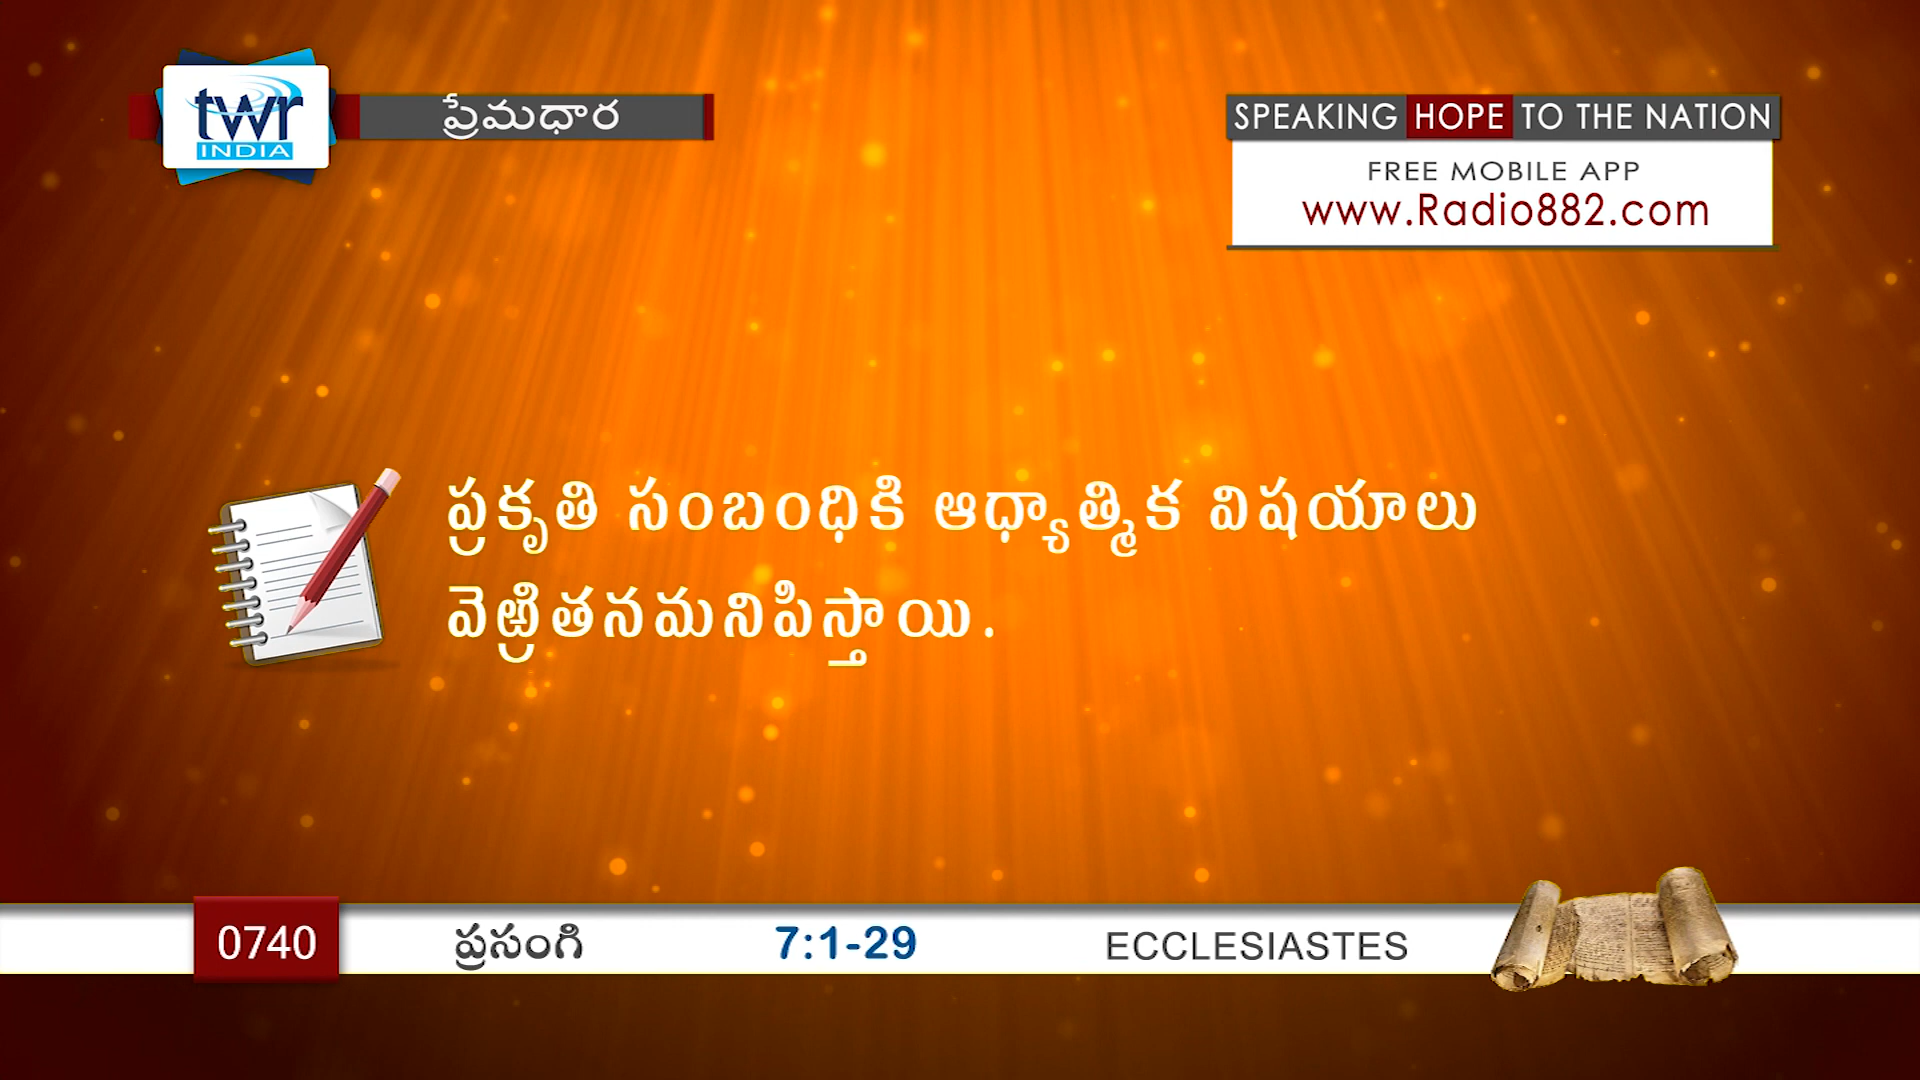 twr
INDIA
ప్రేమధార
SPEAKING HOPE TO THE NATION
FREE MOBILE APP
www.Radio882.com
ప్రకృతి సంబంధికి ఆధ్యాత్మిక విషయాలు
వెఱ్రితనమనిపిస్తాయి.
0740 ప్రసంగి 7:1-29 ECCLESIASTES